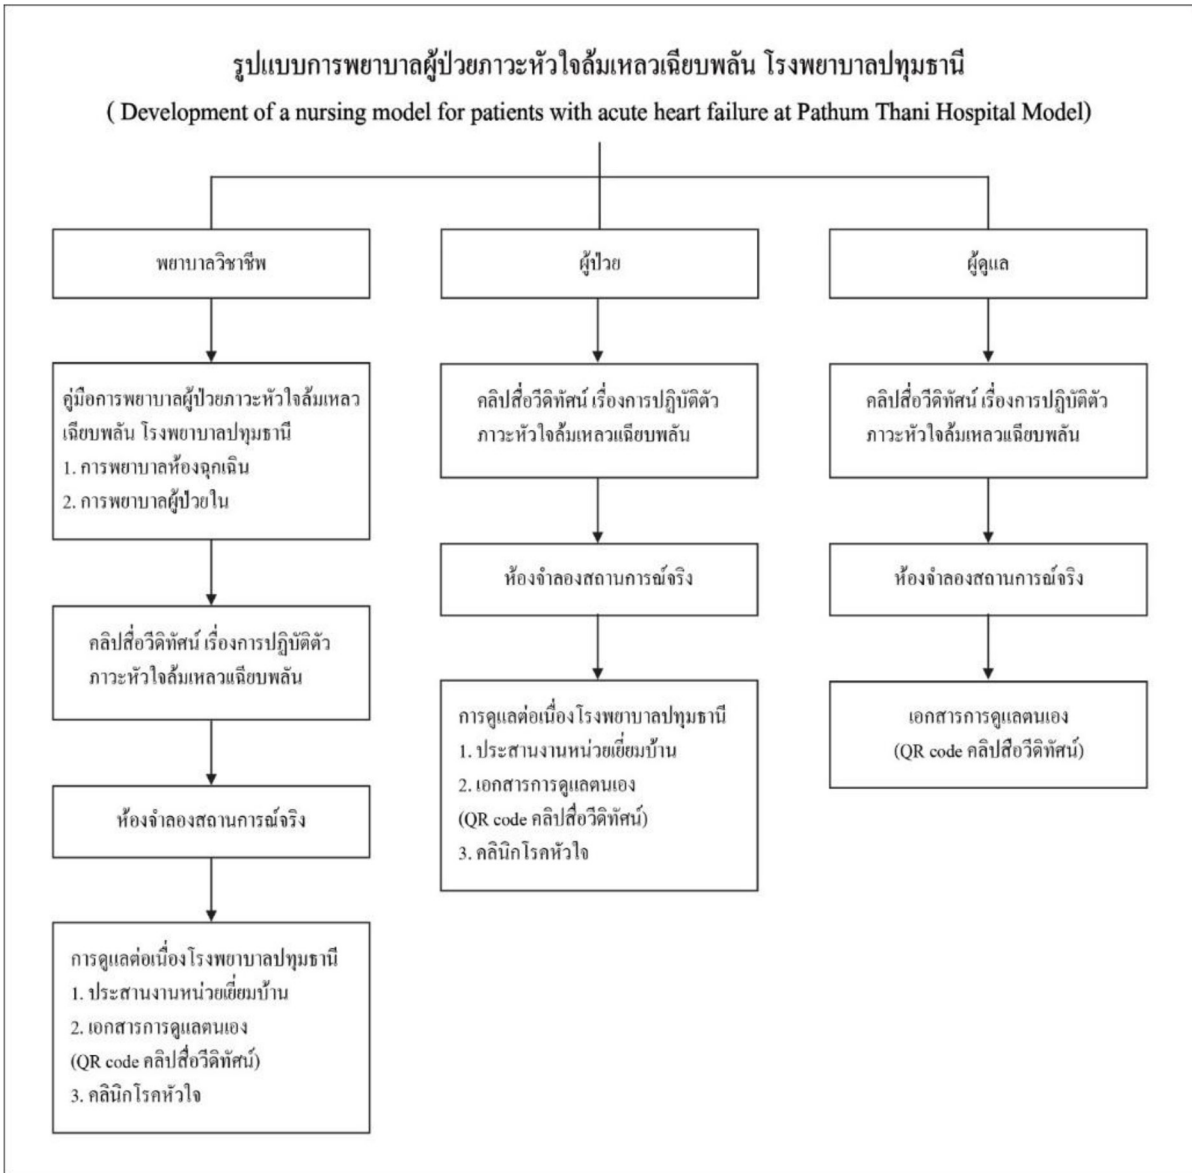 รูปแบบการพยาบาลผู้ป่วยภาวะหัวใจล้มเหลวเฉียบพลัน โรงพยาบาลปทุมธานี
( Development of a nursing model for patients with acute heart failure at Pathum Thani Hospital Model)
พยาบาลวิชาชีพ
คู่มือการพยาบาลผู้ป่วยภาวะหัวใจล้มเหลว
เฉียบพลัน โรงพยาบาลปทุมธานี
1. การพยาบาลห้องฉุกเฉิน
2. การพยาบาลผู้ป่วยใน
คลิปสื่อวีดิทัศน์ เรื่องการปฏิบัติตัว
ภาวะหัวใจล้มเหลวแฉียบพลัน
ห้องจำลองสถานการณ์จริง
การดูแลต่อเนื่องโรงพยาบาลปทุมธานี
1. ประสานงานหน่วยเยี่ยมบ้าน
2. เอกสารการดูแลตนเอง
(QR code คลิปสื่อวีดิทัศน์)
3. คลินิกโรคหัวใจ
ผู้ป่วย
คลิปสื่อวีดิทัศน์ เรื่องการปฏิบัติตัว
ภาวะหัวใจล้มเหลวแฉียบพลัน
ห้องจำลองสถานการณ์จริง
การดูแลต่อเนื่องโรงพยาบาลปทุมธานี
1. ประสานงานหน่วยเยี่ยมบ้าน
2. เอกสารการดูแลตนเอง
(QR code คลิปสื่อวีดิทัศน์)
3. คลินิกโรคหัวใจ
ผู้ดูแล
คลิปสื่อวีดิทัศน์ เรื่องการปฏิบัติตัว
ภาวะหัวใจล้มเหลวแฉียบพลัน
ห้องจำลองสถานการณ์จริง
เอกสารการดูแลตนเอง
(QR code คลิปสื่อวีดิทัศน์)